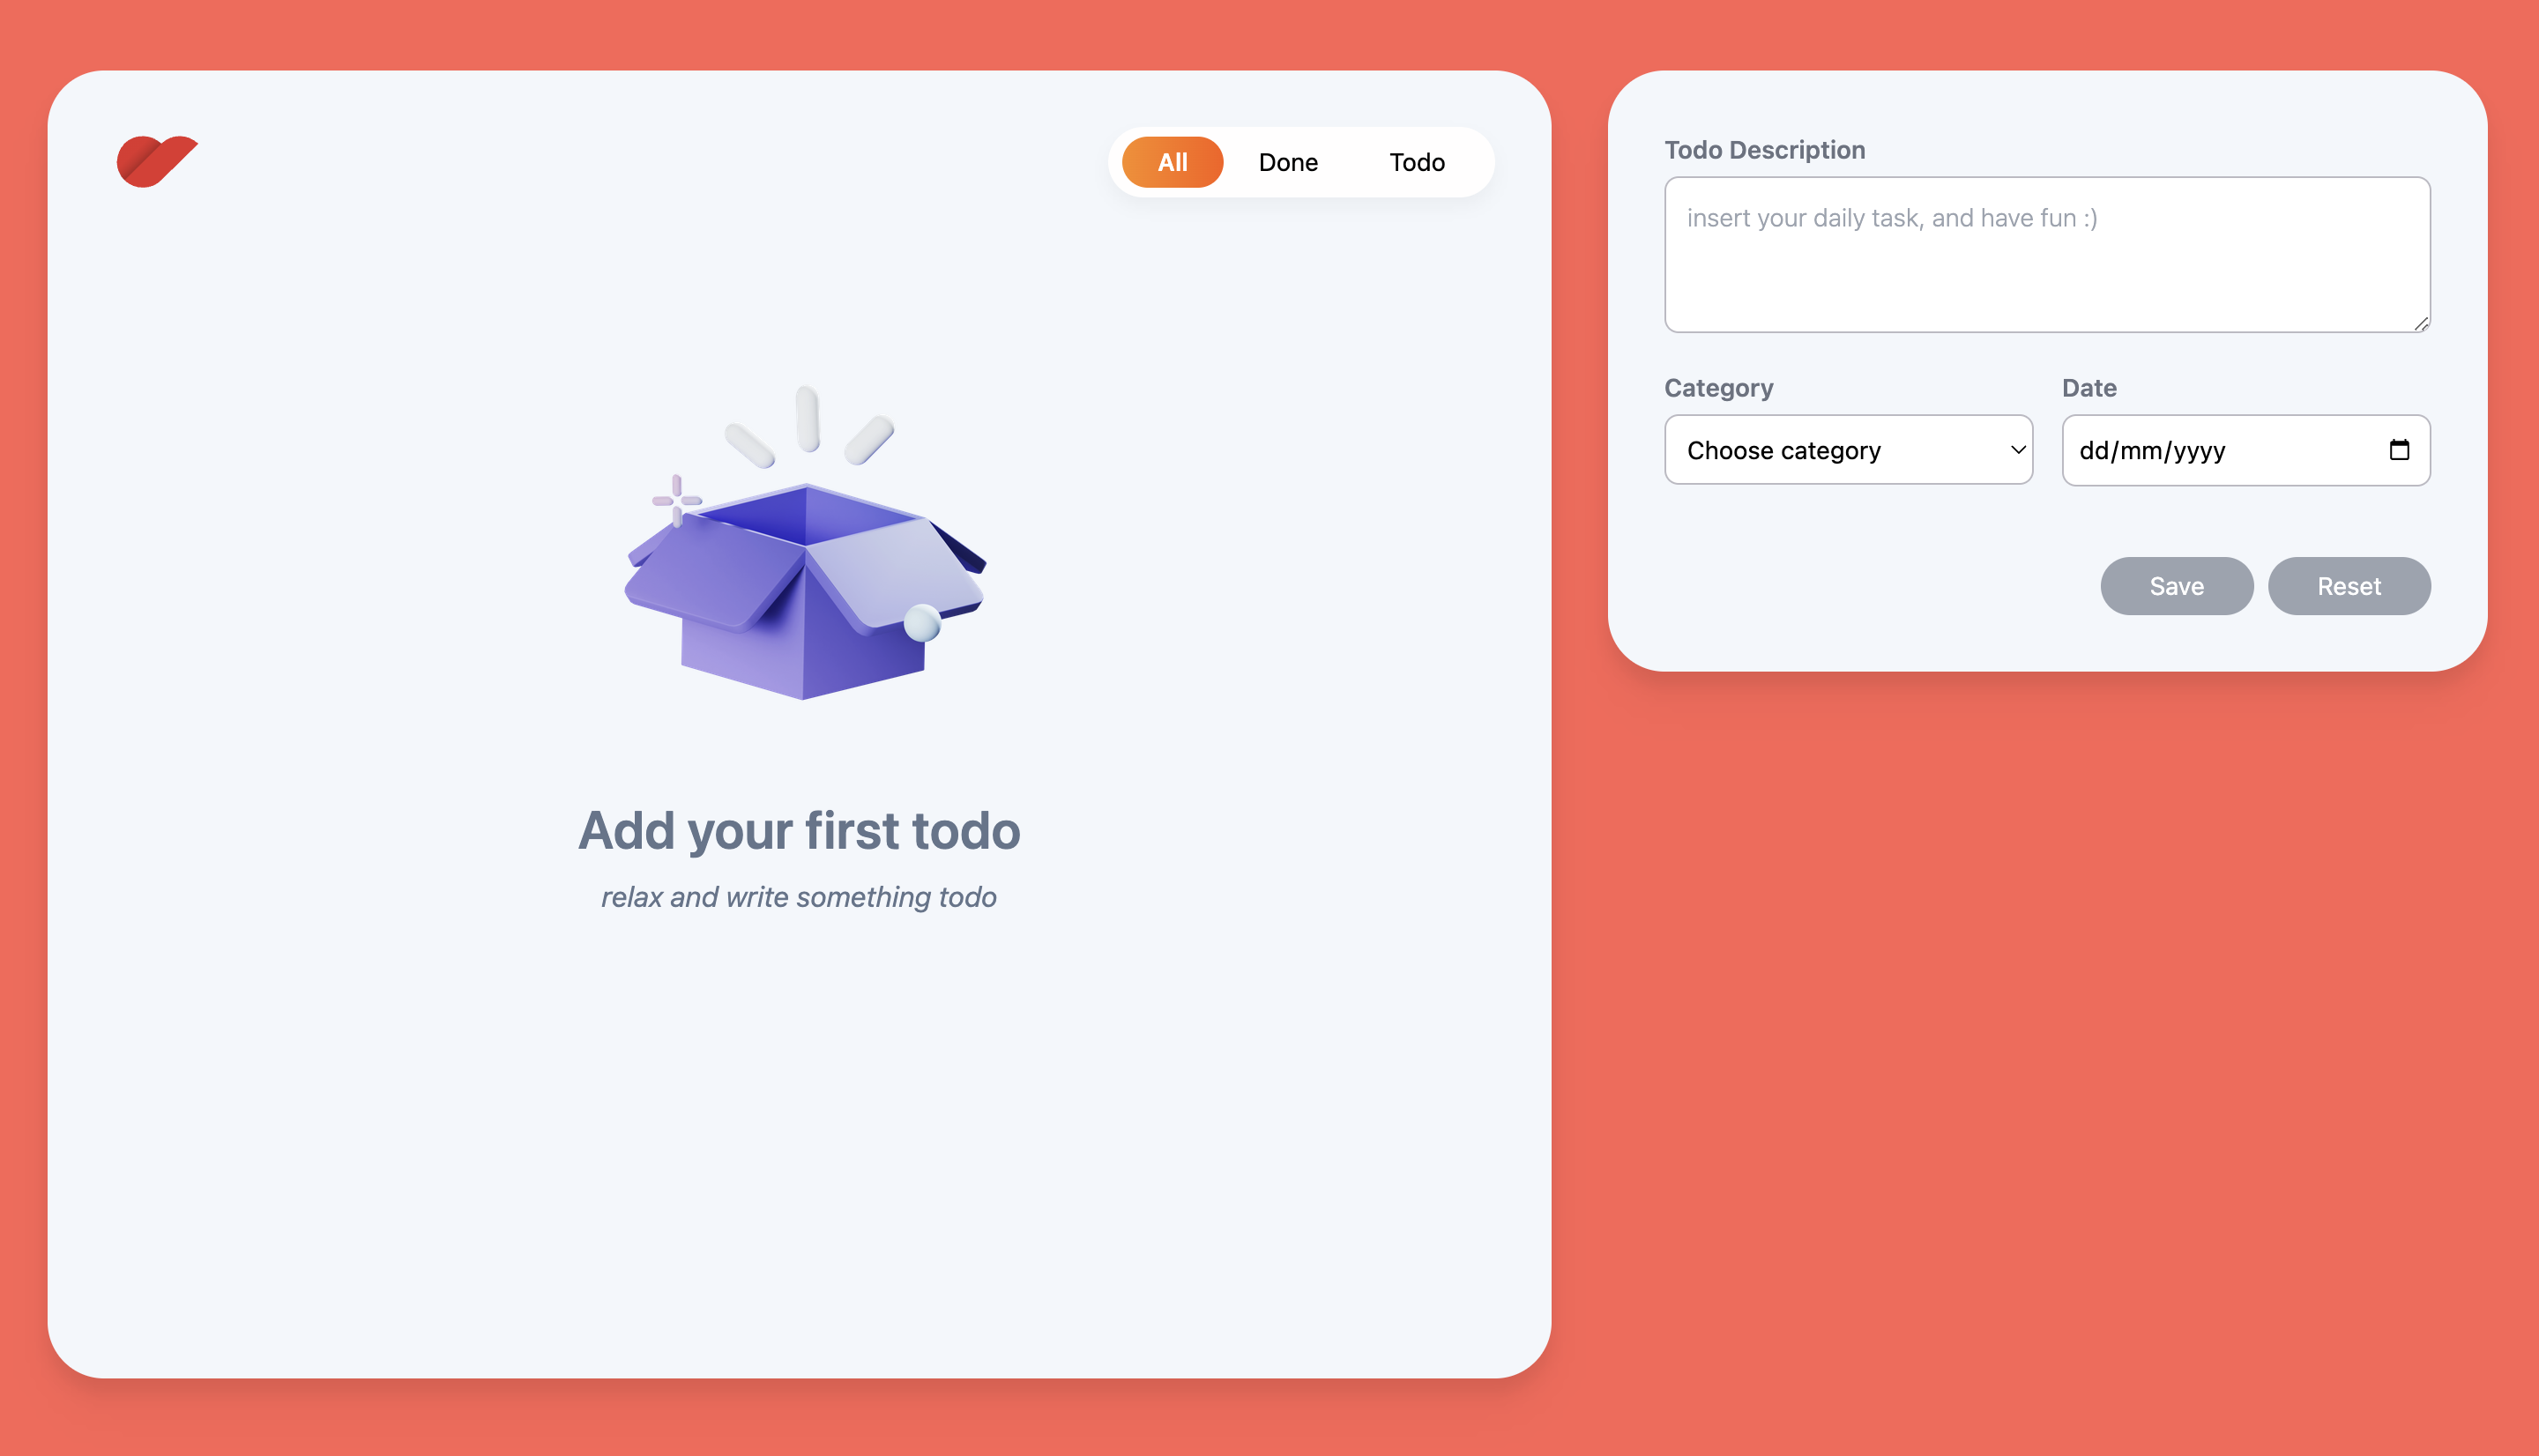 All
Done
Todo
Add your first todo
relax and write something todo
Todo Description
insert your daily task, and have fun :)
Category
Date
Choose category
dd/mm/yyyy
Save
Reset